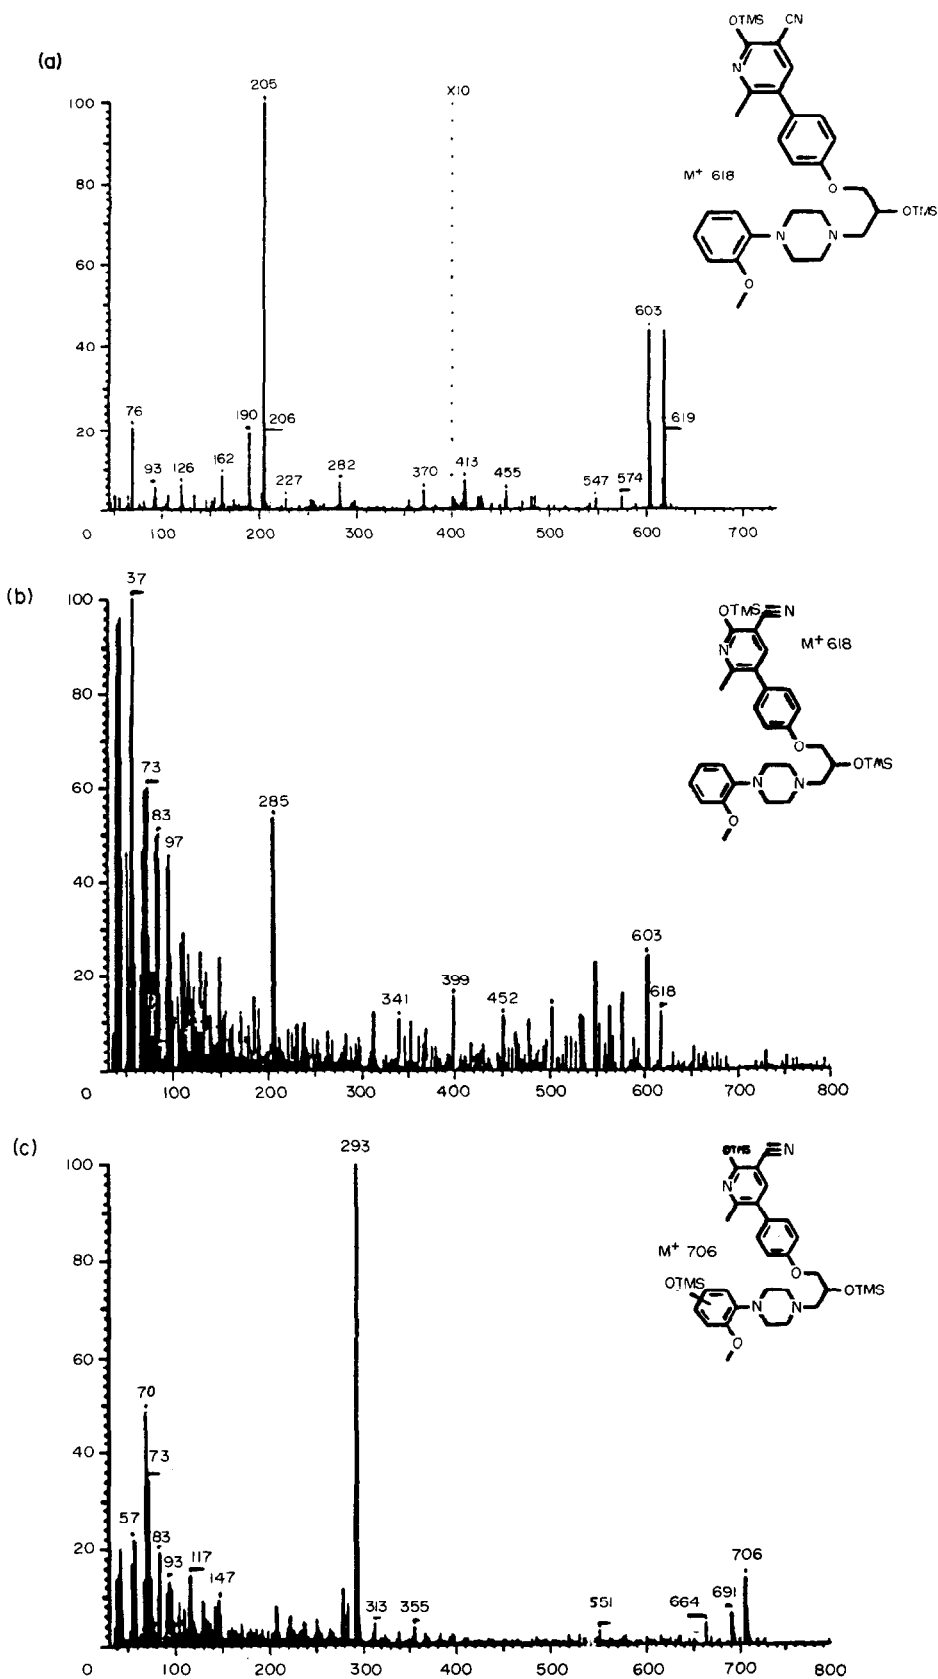 (a)
OTMS CN
N
205
100
X10
80
M+ 618
O
OTMS
N N
60
O
603
40
76
190
206
619
20
93 126 162 227 282 370 413 455 547 574
0 100 200 300 400 500 600 700
(b)
37
100
OTMS C≡N
M+ 618
N
80
O
OTMS
73
60
N N
83
285
O
97
40
603
20
341 399 452 618
0 100 200 300 400 500 600 700 800
(c)
293
100
OTMS C≡N
N
80
M+ 706
O
OTMS
OTMS
N N
O
60
70
40
73
57
83
20
93 117
147
313 355 551 664 691 706
0 100 200 300 400 500 600 700 800